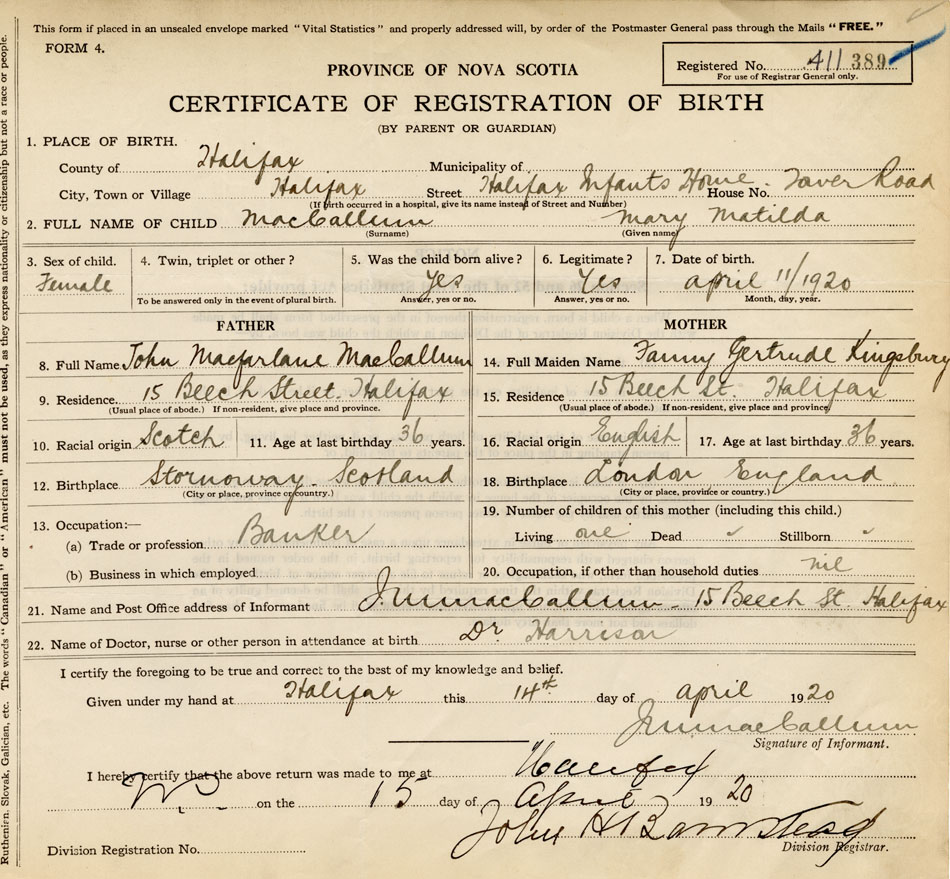 This form if placed in an unsealed envelope marked "Vital Statistics" and properly addressed will, by order of the Postmaster General pass through the Mails "FREE."
FORM 4.
Registered No. 411 389
For use of Registrar General only.
PROVINCE OF NOVA SCOTIA
CERTIFICATE OF REGISTRATION OF BIRTH
(BY PARENT OR GUARDIAN)
1. PLACE OF BIRTH.
County of Halifax Municipality of
City, Town or Village Halifax Street Halifax Infants Home. House No. Tower Road
(If birth occurred in a hospital, give its name instead of Street and Number)
2. FULL NAME OF CHILD MacCallum Mary Matilda
(Surname) (Given name)
3. Sex of child. 4. Twin, triplet or other? 5. Was the child born alive? 6. Legitimate? 7. Date of birth.
Female Yes Yes april 11/1920
To be answered only in the event of plural birth. Answer, yes or no. Answer, yes or no. Month, day, year.
FATHER MOTHER
8. Full Name John Macfarlane MacCallum 14. Full Maiden Name Fanny Gertrude Kingsbury
9. Residence. 15 Beech Street. Halifax 15. Residence 15 Beech St. Halifax
(Usual place of abode.) If non-resident, give place and province. (Usual place of abode.) If non-resident, give place and province
10. Racial origin Scotch 11. Age at last birthday 36 years. 16. Racial origin English 17. Age at last birthday 36 years.
12. Birthplace Stornoway. Scotland 18. Birthplace London England
(City or place, province or country.) (City or place, province or country.)
13. Occupation:—
(a) Trade or profession Banker
(b) Business in which employed
19. Number of children of this mother (including this child.)
Living one Dead " Stillborn "
20. Occupation, if other than household duties nil
21. Name and Post Office address of Informant J.M. MacCallum - 15 Beech St. Halifax
22. Name of Doctor, nurse or other person in attendance at birth Dr Harrison
I certify the foregoing to be true and correct to the best of my knowledge and belief.
Given under my hand at Halifax this 14th day of april 1920
J.M. MacCallum
Signature of Informant.
I hereby certify that the above return was made to me at Halifax
on the 15 day of April 19 20
John H Barnstead
Division Registrar.
Division Registration No.
Ruthenian, Slovak, Galician, etc. The words "Canadian" or "American" must not be used, as they express nationality or citizenship but not a race or people.